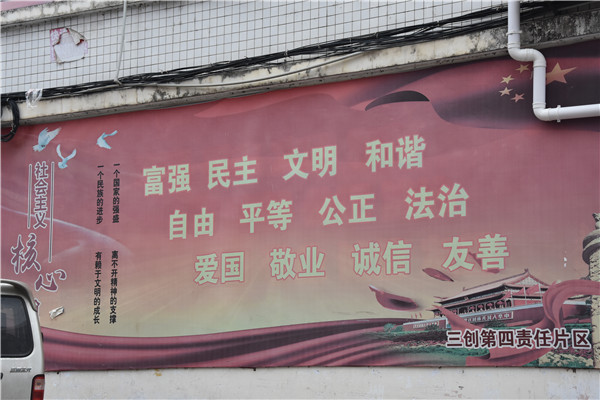 社会主义
核心
一个国家的强盛
一个民族的进步
离不开精神的支撑
有赖于文明的成长
富强 民主 文明 和谐
自由 平等 公正 法治
爱国 敬业 诚信 友善
三创第四责任片区